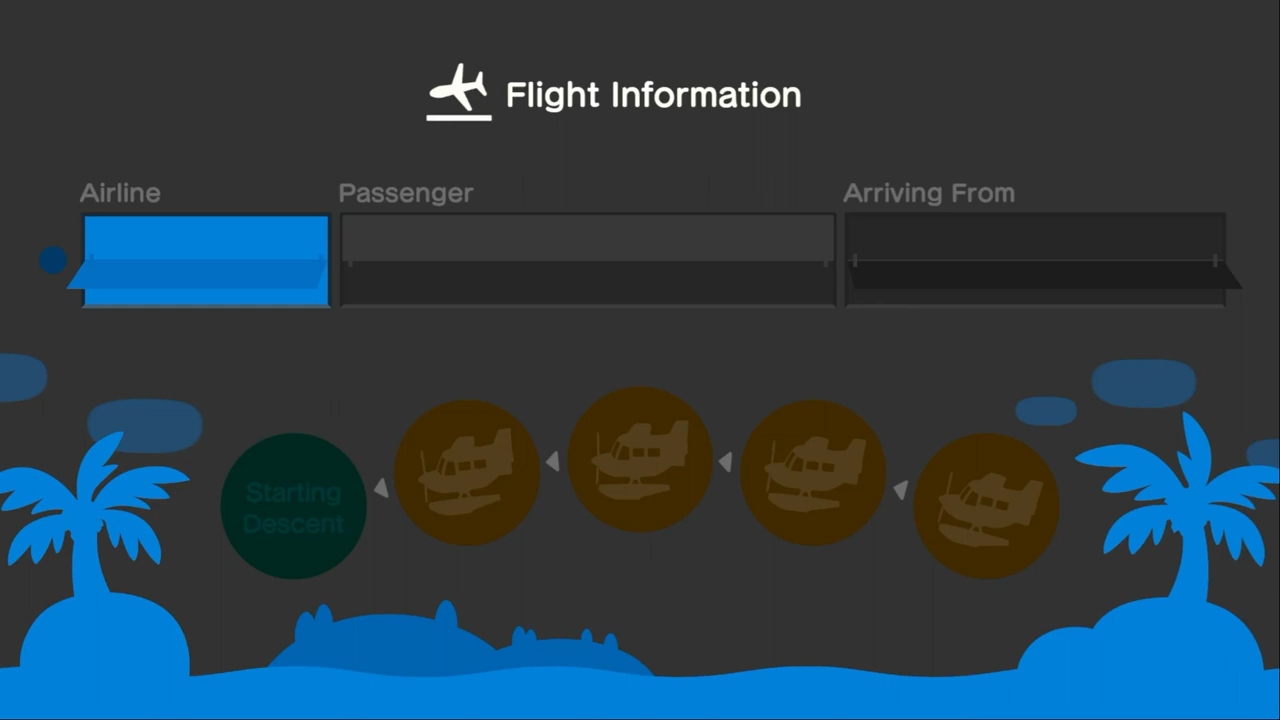 Flight Information
Airline
Passenger
Arriving From
Starting
Descent